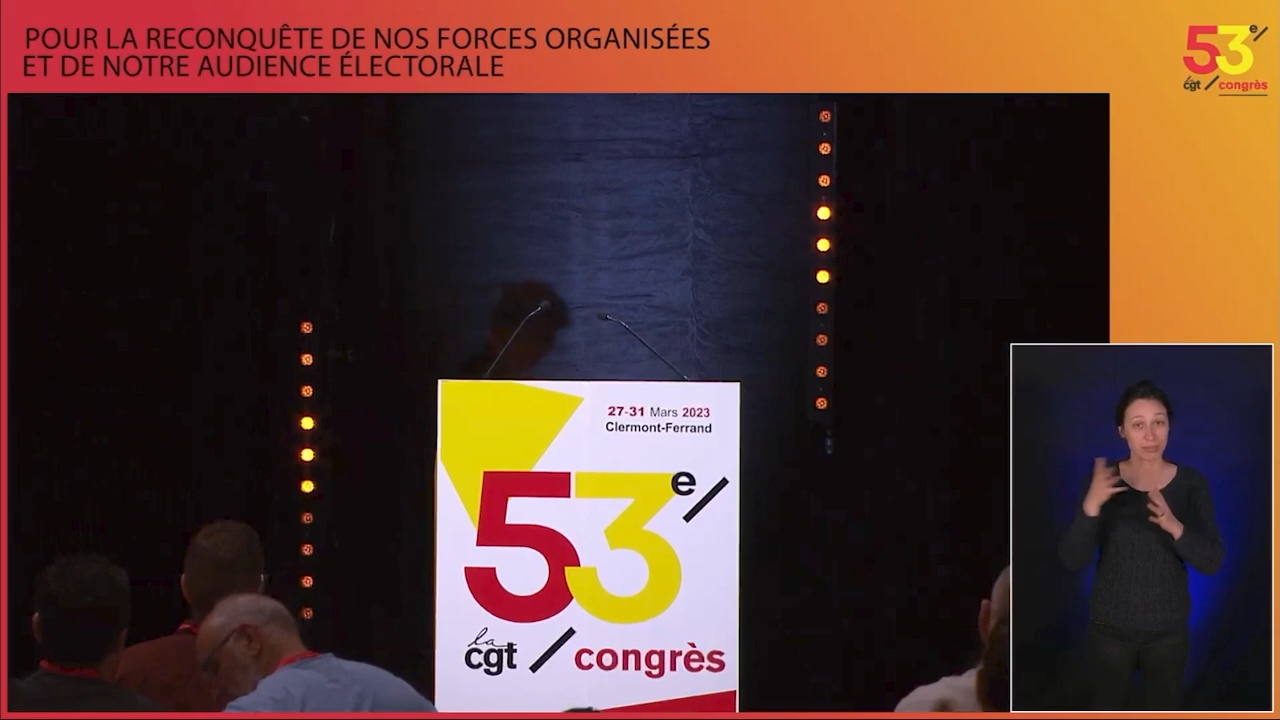 POUR LA RECONQUÊTE DE NOS FORCES ORGANISÉES
ET DE NOTRE AUDIENCE ÉLECTORALE
53e/
la cgt / congrès
27-31 Mars 2023
Clermont-Ferrand
53e/
la cgt / congrès